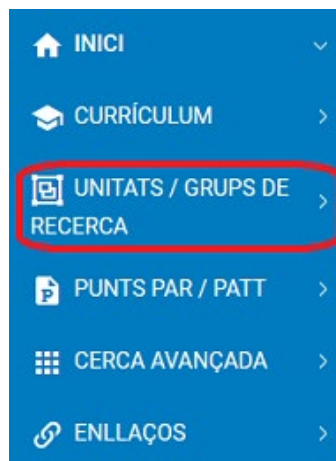 INICI
CURRÍCULUM
UNITATS / GRUPS DE
RECERCA
PUNTS PAR / PATT
CERCA AVANÇADA
ENLLAÇOS